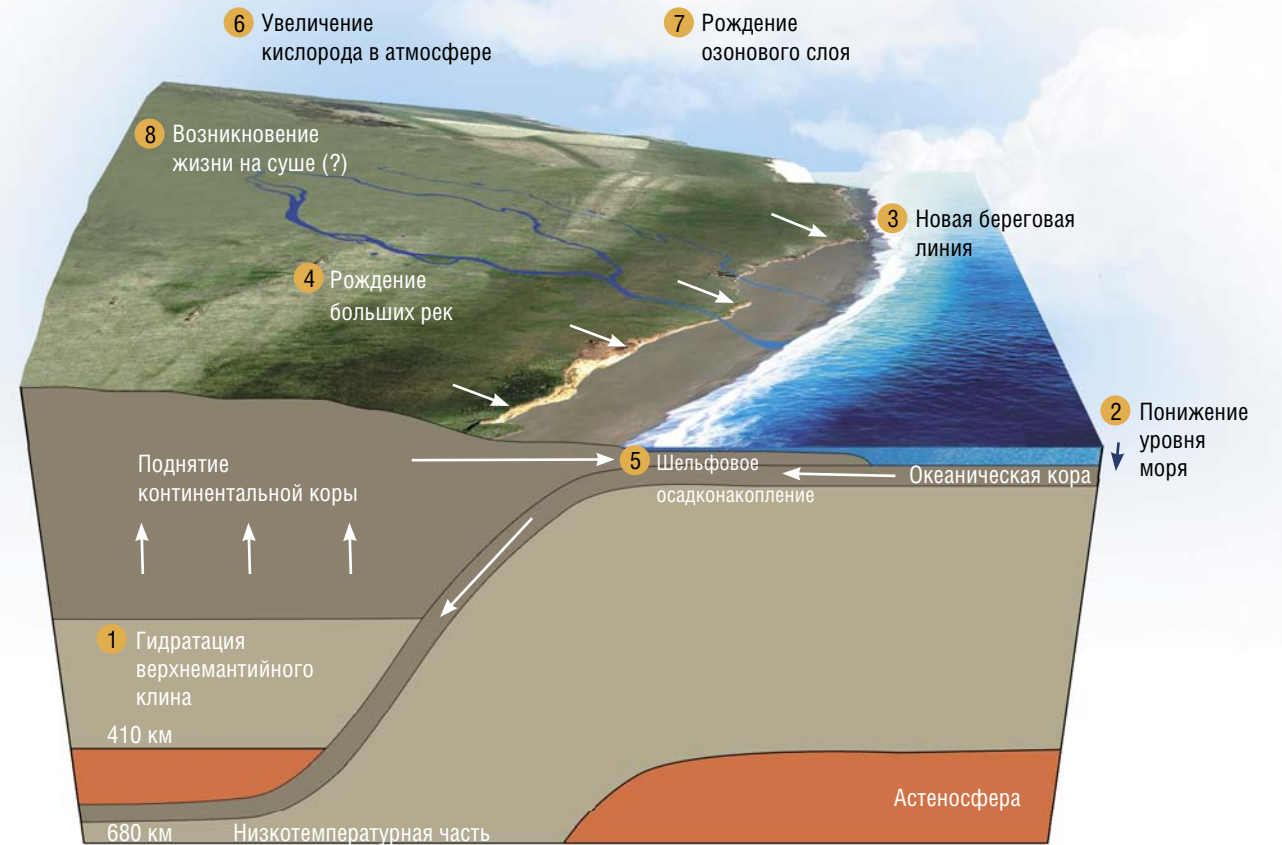 6 Увеличение
кислорода в атмосфере
7 Рождение
озонового слоя
8 Возникновение
жизни на суше (?)
3 Новая береговая
линия
4 Рождение
больших рек
2 Понижение
уровня
моря
Поднятие
континентальной коры
5 Шельфовое
осадконакопление
Океаническая кора
1 Гидратация
верхнемантийного
клина
410 км
Астеносфера
680 км
Низкотемпературная часть